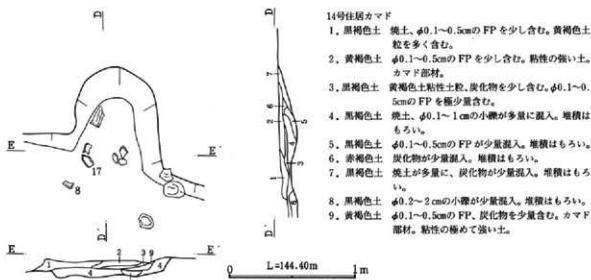 14号住居カマド
1. 黒褐色土 焼土、φ0.1~0.5cmの FP を少し含む。黄褐色土
粒を多く含む。
2. 黄褐色土 φ0.1~0.5cmの FP を少し含む。粘性の強い土。
カマド部材。
3. 黒褐色土 黄褐色土粘性土粒、炭化物を少し含む。φ0.1~0.
5cmの FP を極少量含む。
4. 黒褐色土 焼土、φ0.1~1cmの小礫が多量に混入。堆積は
もろい。
5. 黒褐色土 φ0.1~0.5cmの FP が少量混入。堆積はもろい。
6. 赤褐色土 炭化物が少量混入。堆積はもろい。
7. 黒褐色土 焼土が多量に、炭化物が少量混入。堆積はもろ
い。
8. 黒褐色土 φ0.2~2cmの小礫が少量混入。堆積はもろい。
9. 黄褐色土 φ0.1~0.5cmの FP、炭化物を少量含む。カマド
部材。粘性の極めて強い土。
D
D
7
6
2
5
4
3
1
E
E'
17
8
D'
D'
E
E'
1
4
2
3
9
4
0
L=144.40m
1m